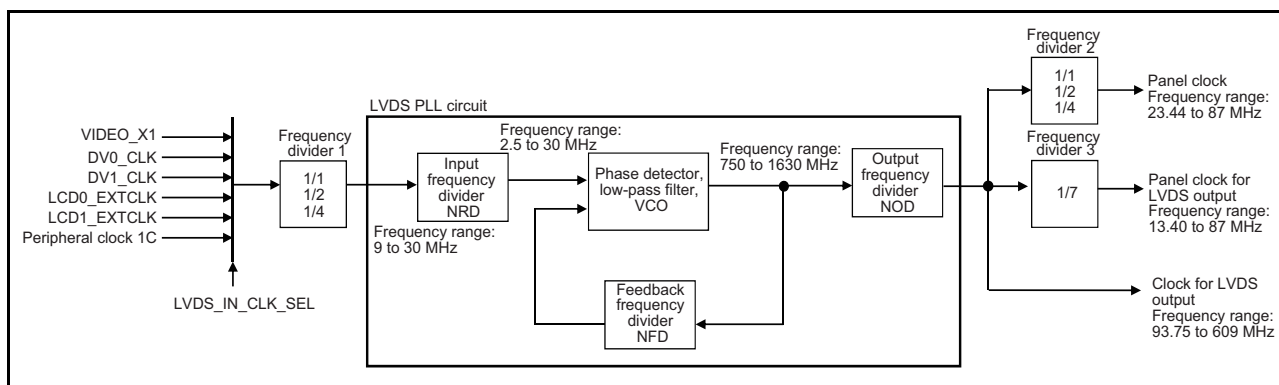 VIDEO_X1
DV0_CLK
DV1_CLK
LCD0_EXTCLK
LCD1_EXTCLK
Peripheral clock 1C
LVDS_IN_CLK_SEL
Frequency
divider 1
1/1
1/2
1/4
LVDS PLL circuit
Input
frequency
divider
NRD
Frequency range:
9 to 30 MHz
Frequency range:
2.5 to 30 MHz
Phase detector,
low-pass filter,
VCO
Feedback
frequency
divider
NFD
Frequency range:
750 to 1630 MHz
Output
frequency
divider
NOD
Frequency
divider 2
1/1
1/2
1/4
Panel clock
Frequency range:
23.44 to 87 MHz
Frequency
divider 3
1/7
Panel clock for
LVDS output
Frequency range:
13.40 to 87 MHz
Clock for LVDS
output
Frequency range:
93.75 to 609 MHz